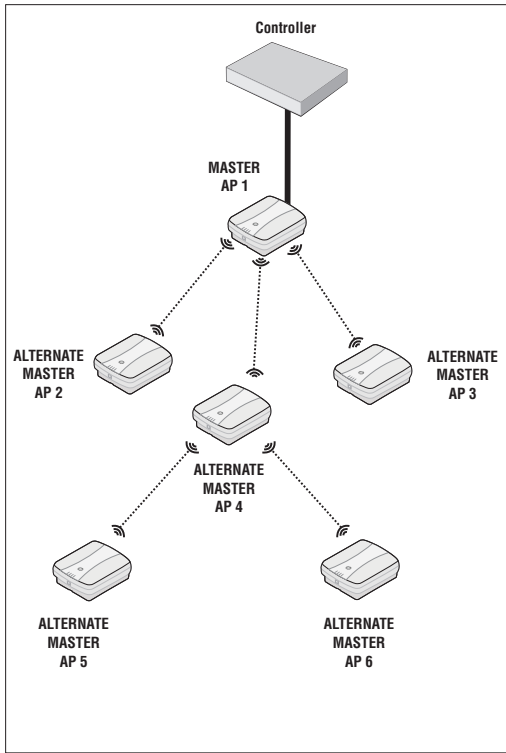 Controller
MASTER
AP 1
ALTERNATE
MASTER
AP 2
ALTERNATE
MASTER
AP 3
ALTERNATE
MASTER
AP 4
ALTERNATE
MASTER
AP 5
ALTERNATE
MASTER
AP 6